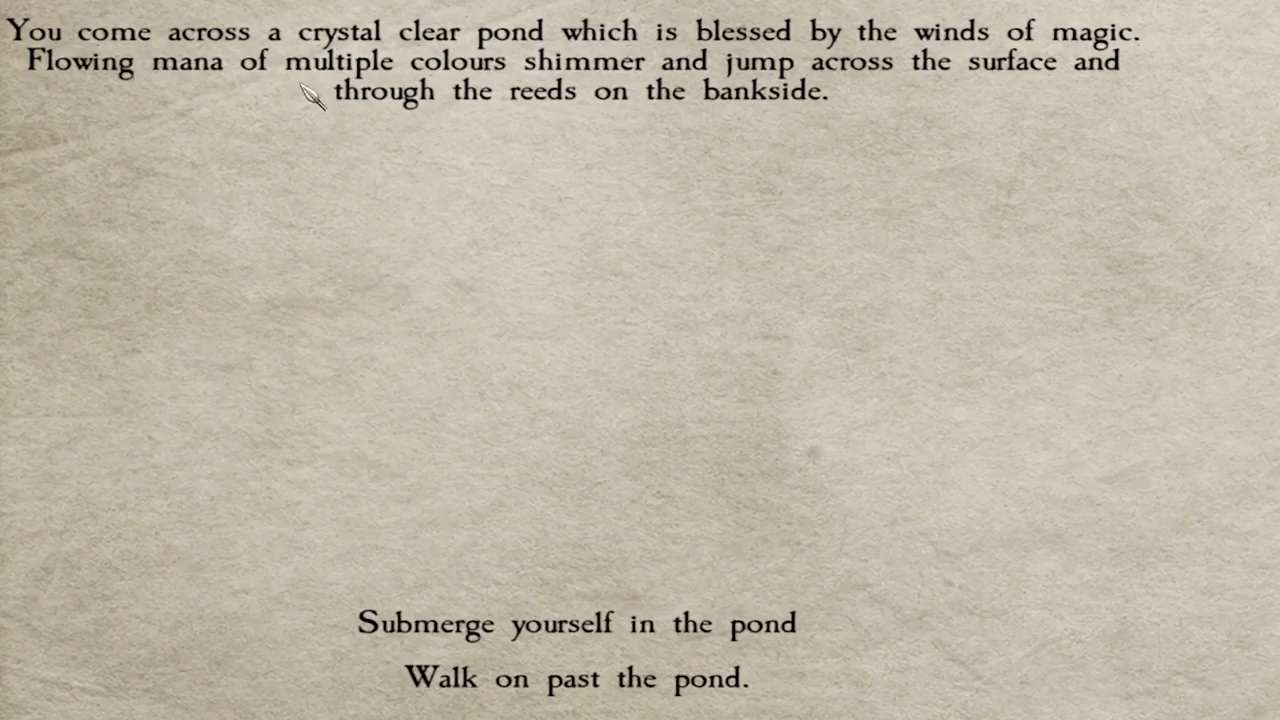 You come across a crystal clear pond which is blessed by the winds of magic.
Flowing mana of multiple colours shimmer and jump across the surface and
through the reeds on the bankside.
Submerge yourself in the pond
Walk on past the pond.